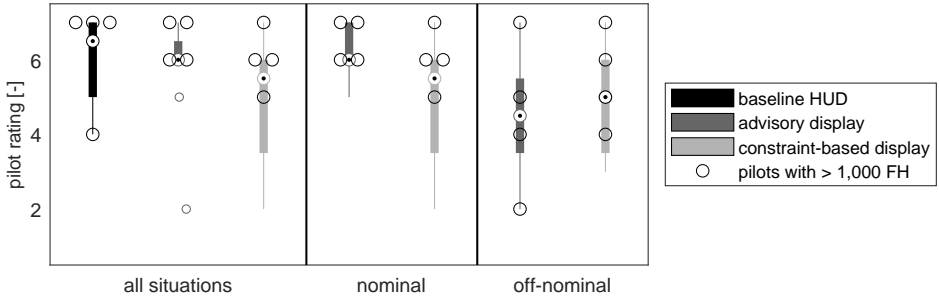 pilot rating [-]
6
4
2
all situations
nominal
off-nominal
baseline HUD
advisory display
constraint-based display
pilots with > 1,000 FH